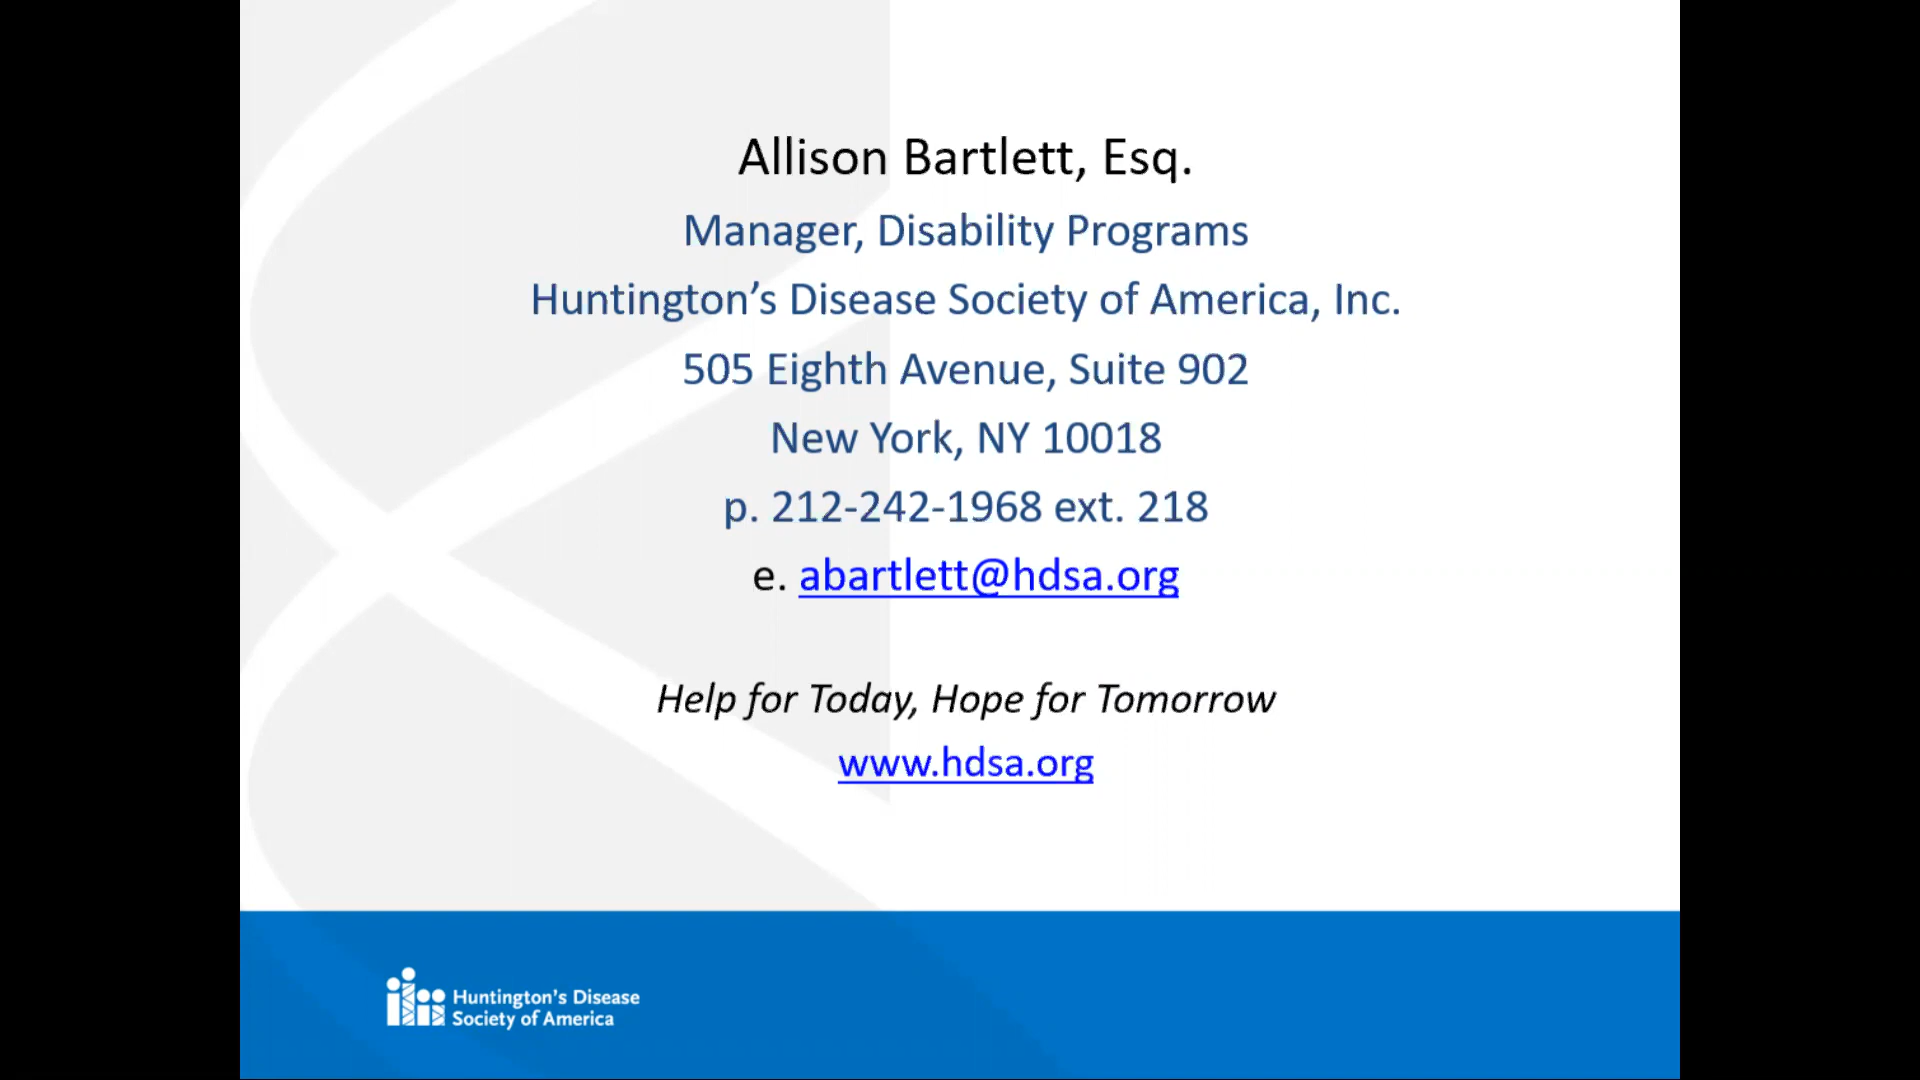 Allison Bartlett, Esq.
Manager, Disability Programs
Huntington’s Disease Society of America, Inc.
505 Eighth Avenue, Suite 902
New York, NY 10018
p. 212-242-1968 ext. 218
e. abartlett@hdsa.org
Help for Today, Hope for Tomorrow
www.hdsa.org
Huntington’s Disease
Society of America